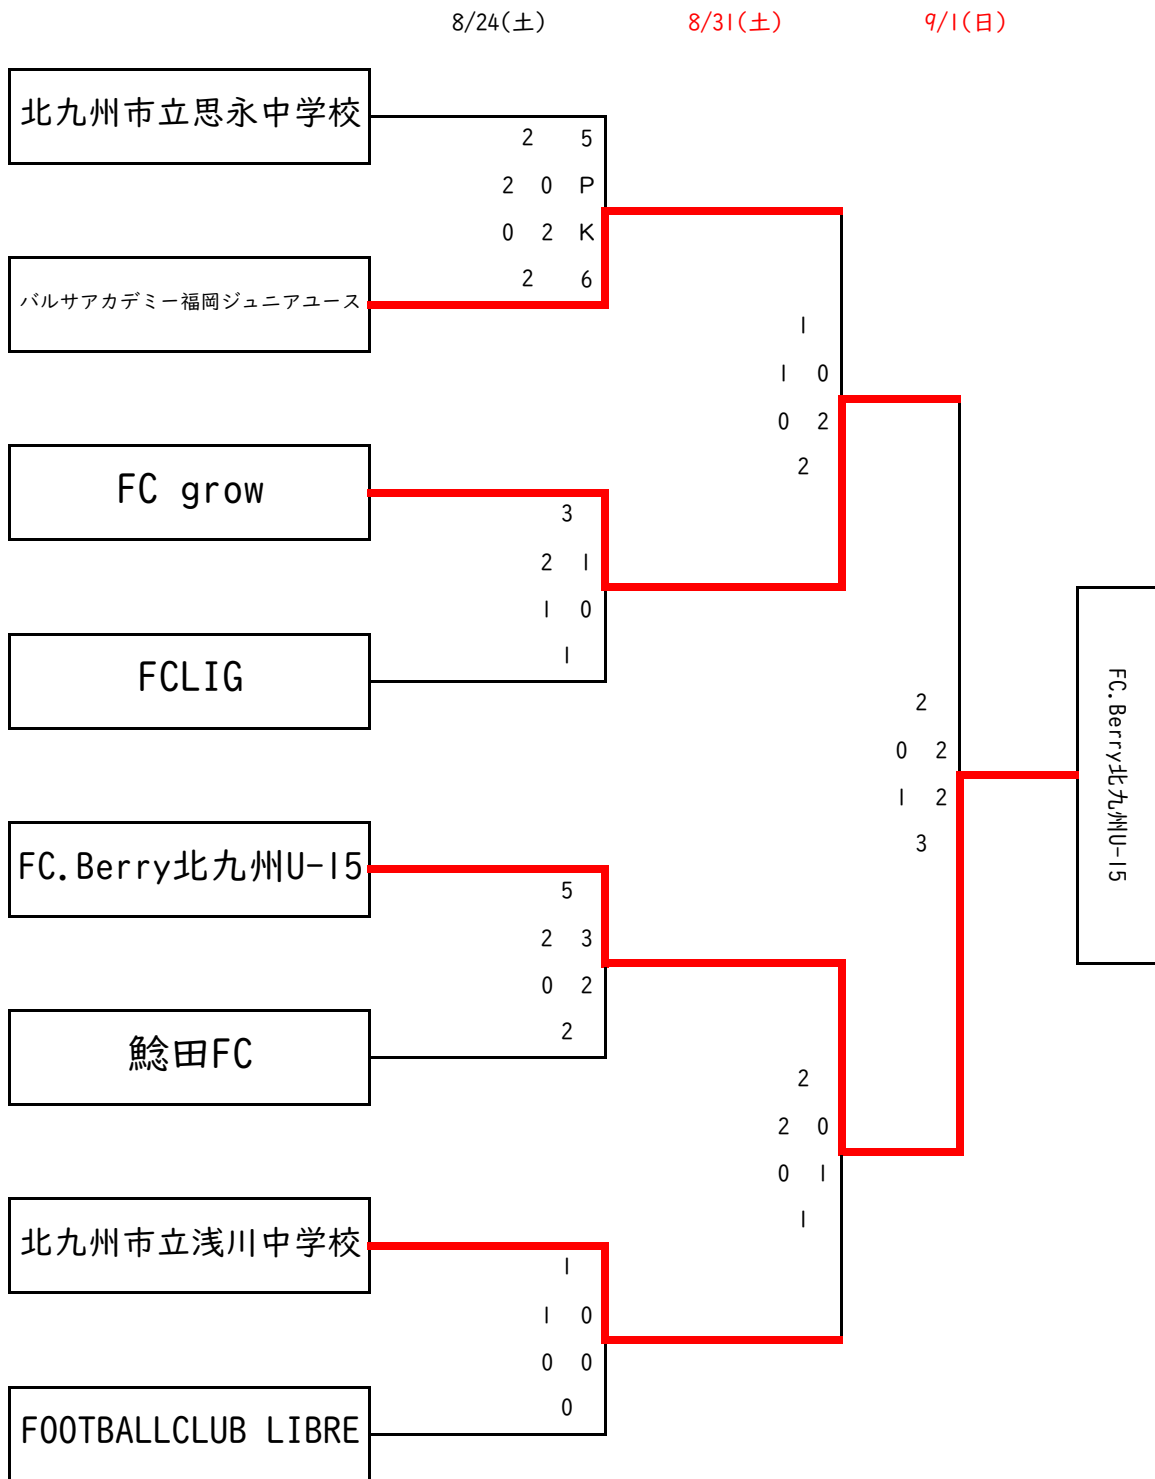 8/24(土) 8/31(土) 9/1(日)
北九州市立思永中学校
2 5
2 0 P
0 2 K
2 6
バルサアカデミー福岡ジュニアユース
1
1 0
0 2
2
FC grow
3
2 1
1 0
1
FCLIG
2
0 2
1 2
3
FC.Berry北九州U-15
FC.Berry北九州U-15
5
2 3
0 2
2
鯰田FC
2
2 0
0 1
1
北九州市立浅川中学校
1
1 0
0 0
0
FOOTBALLCLUB LIBRE